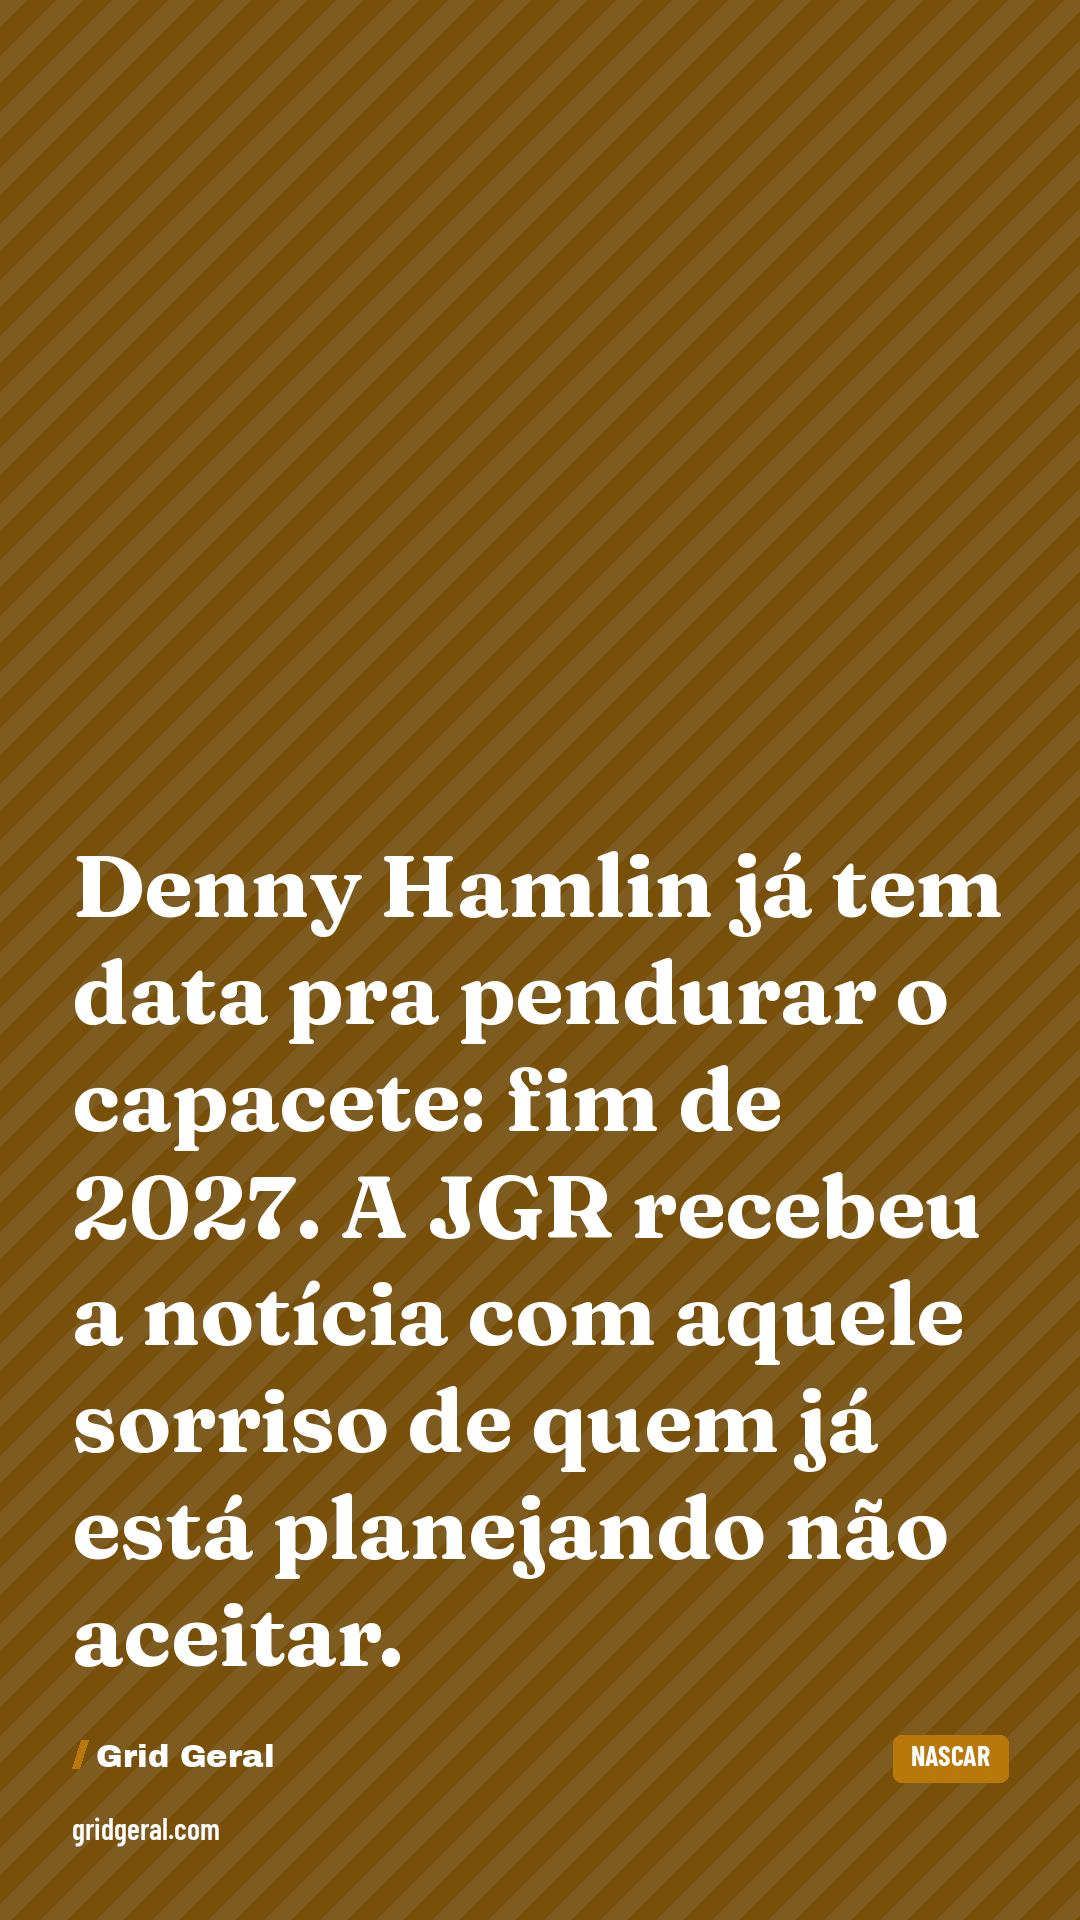 Denny Hamlin já tem
data pra pendurar o
capacete: fim de
2027. A JGR recebeu
a notícia com aquele
sorriso de quem já
está planejando não
aceitar.
/ Grid Geral
NASCAR
gridgeral.com